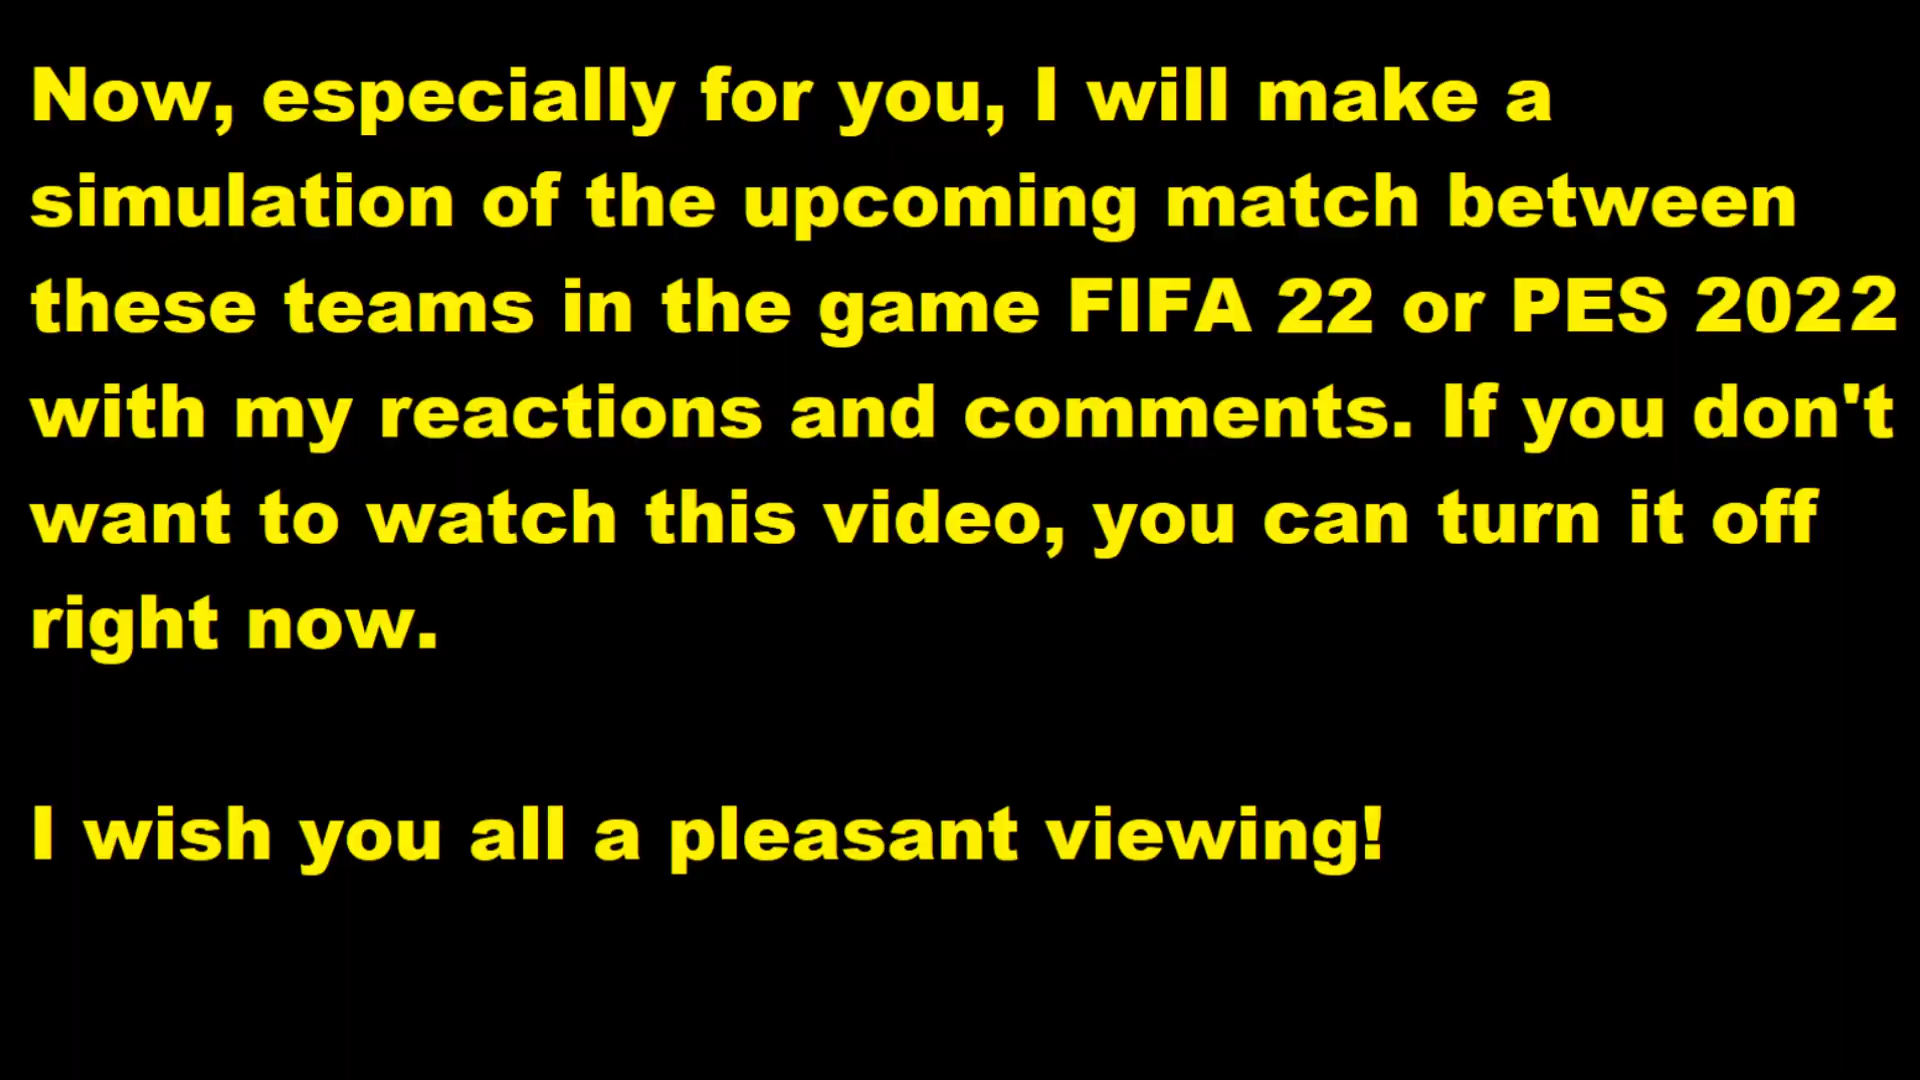 Now, especially for you, I will make a
simulation of the upcoming match between
these teams in the game FIFA 22 or PES 2022
with my reactions and comments. If you don't
want to watch this video, you can turn it off
right now.
I wish you all a pleasant viewing!